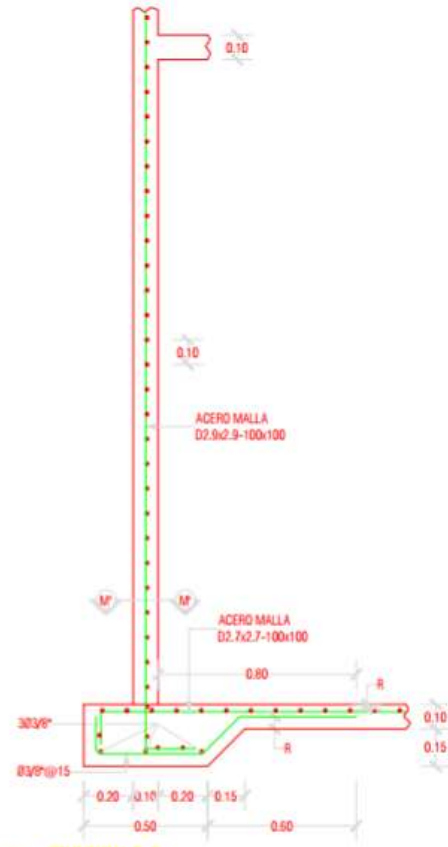 0.10
0.10
ACERO MALLA
D2.9x2.9-100x100
M' M'
ACERO MALLA
D2.7x2.7-100x100
0.80
R
3Ø3/8"
0.10
R
0.15
Ø3/8"@15
0.20 0.10 0.20 0.15
0.50 0.60